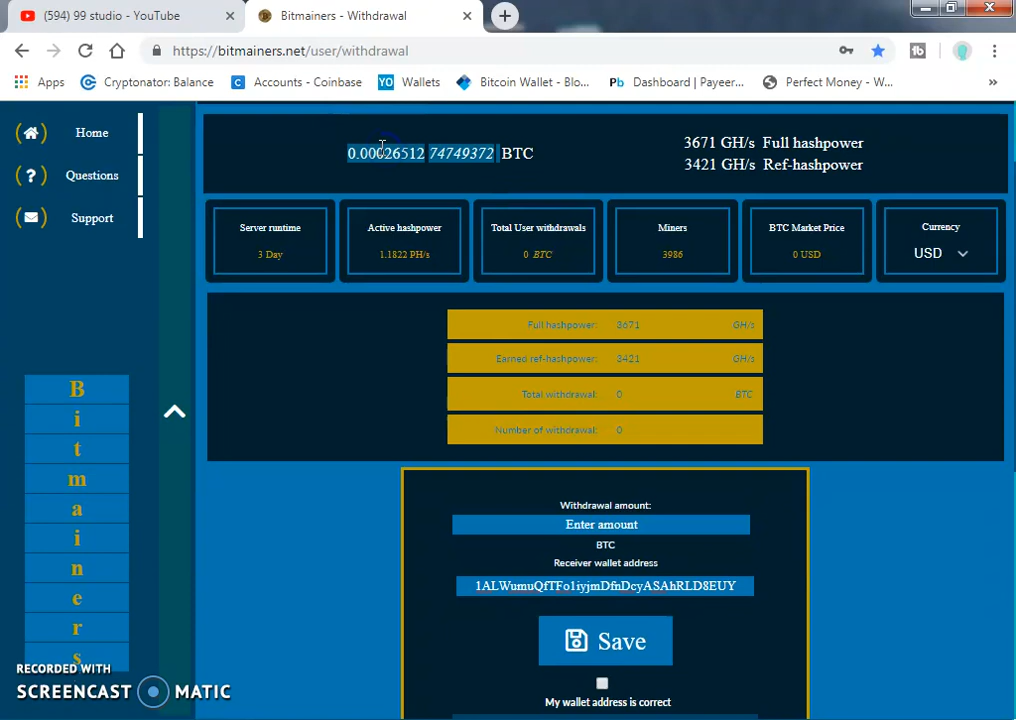 (594) 99 studio - YouTube
Bitmainers - Withdrawal
https://bitmainers.net/user/withdrawal
Apps
Cryptonator: Balance
C Accounts - Coinbase
YO Wallets
Bitcoin Wallet - Blo...
Pb Dashboard | Payeer...
Perfect Money - W...
»
Home
Questions
Support
0.00026512 74749372 BTC
3671 GH/s Full hashpower
3421 GH/s Ref-hashpower
Server runtime
3 Day
Active hashpower
1.1822 PH/s
Total User withdrawals
0 BTC
Miners
3986
BTC Market Price
0 USD
Currency
USD
Full hashpower: 3671 GH/s
Earned ref-hashpower: 3421 GH/s
Total withdrawal: 0 BTC
Number of withdrawal: 0
B
i
t
m
a
i
n
e
r
s
Withdrawal amount:
Enter amount
BTC
Receiver wallet address
1ALWumuQfTFo1iyjmDfnDcyASAhRLD8EUY
Save
My wallet address is correct
RECORDED WITH
SCREENCAST MATIC